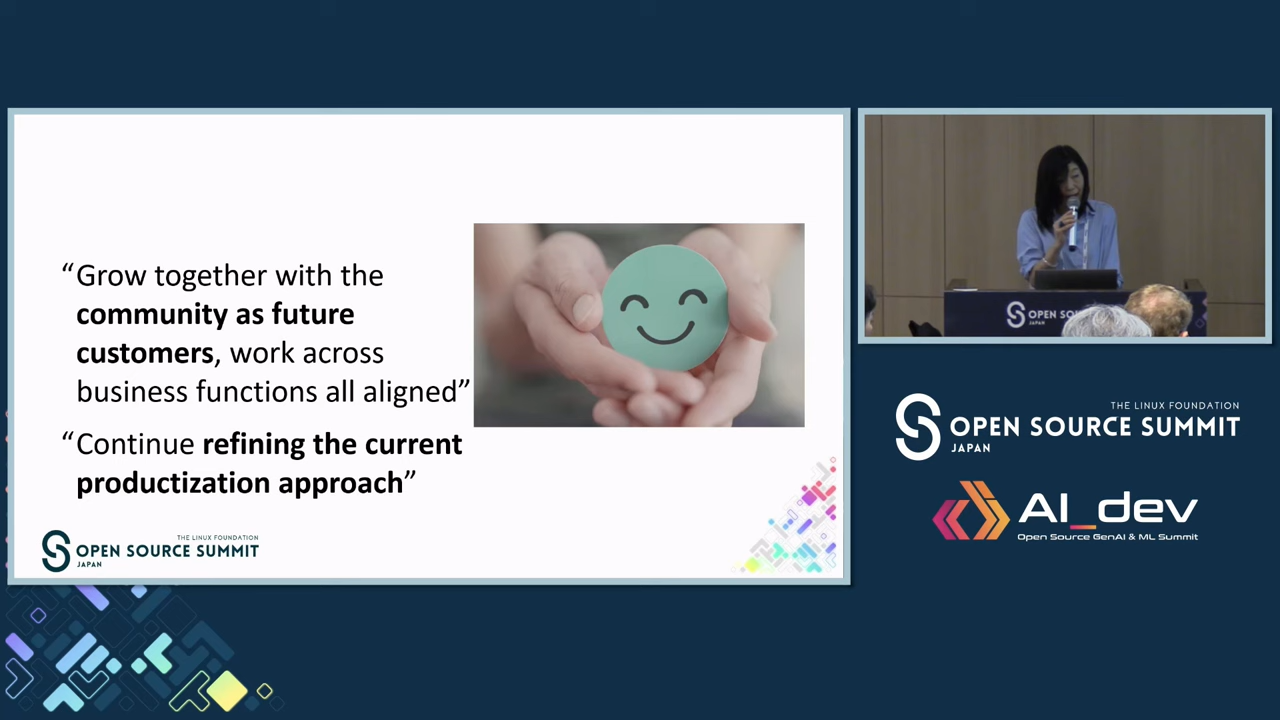 “Grow together with the
community as future
customers, work across
business functions all aligned”
“Continue refining the current
productization approach”
THE LINUX FOUNDATION
OPEN SOURCE SUMMIT
JAPAN
OPEN SOU
JAPAN
THE LINUX FOUNDATION
OPEN SOURCE SUMMIT
JAPAN
AI_dev
Open Source GenAI & ML Summit